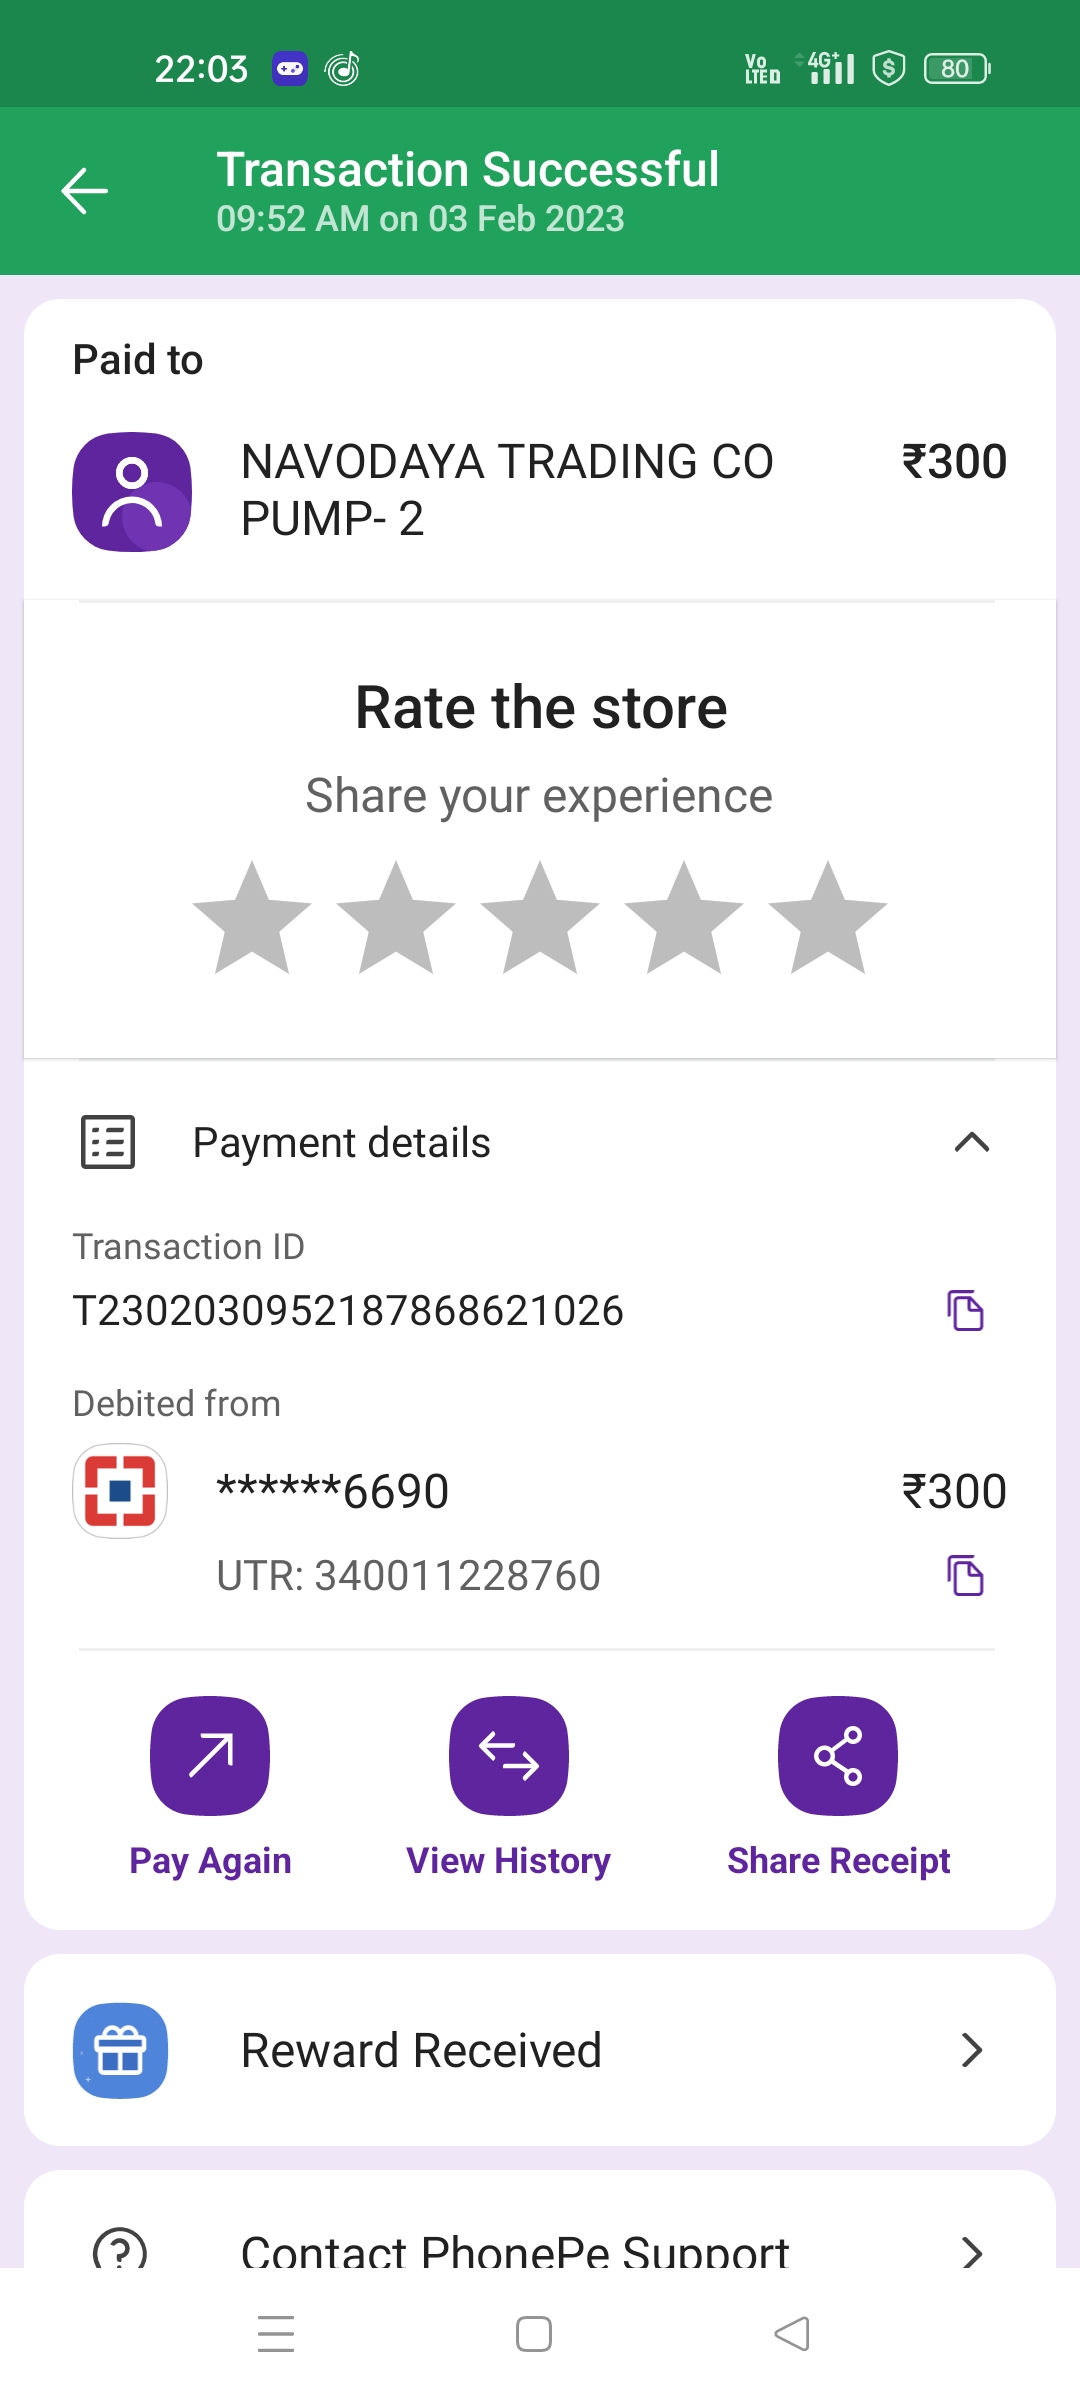 22:03
Vo
LTED
4G+
80
Transaction Successful
09:52 AM on 03 Feb 2023
Paid to
NAVODAYA TRADING CO
PUMP- 2
₹300
Rate the store
Share your experience
Payment details
Transaction ID
T2302030952187868621026
Debited from
******6690
₹300
UTR: 340011228760
Pay Again
View History
Share Receipt
Reward Received
Contact PhonePe Support